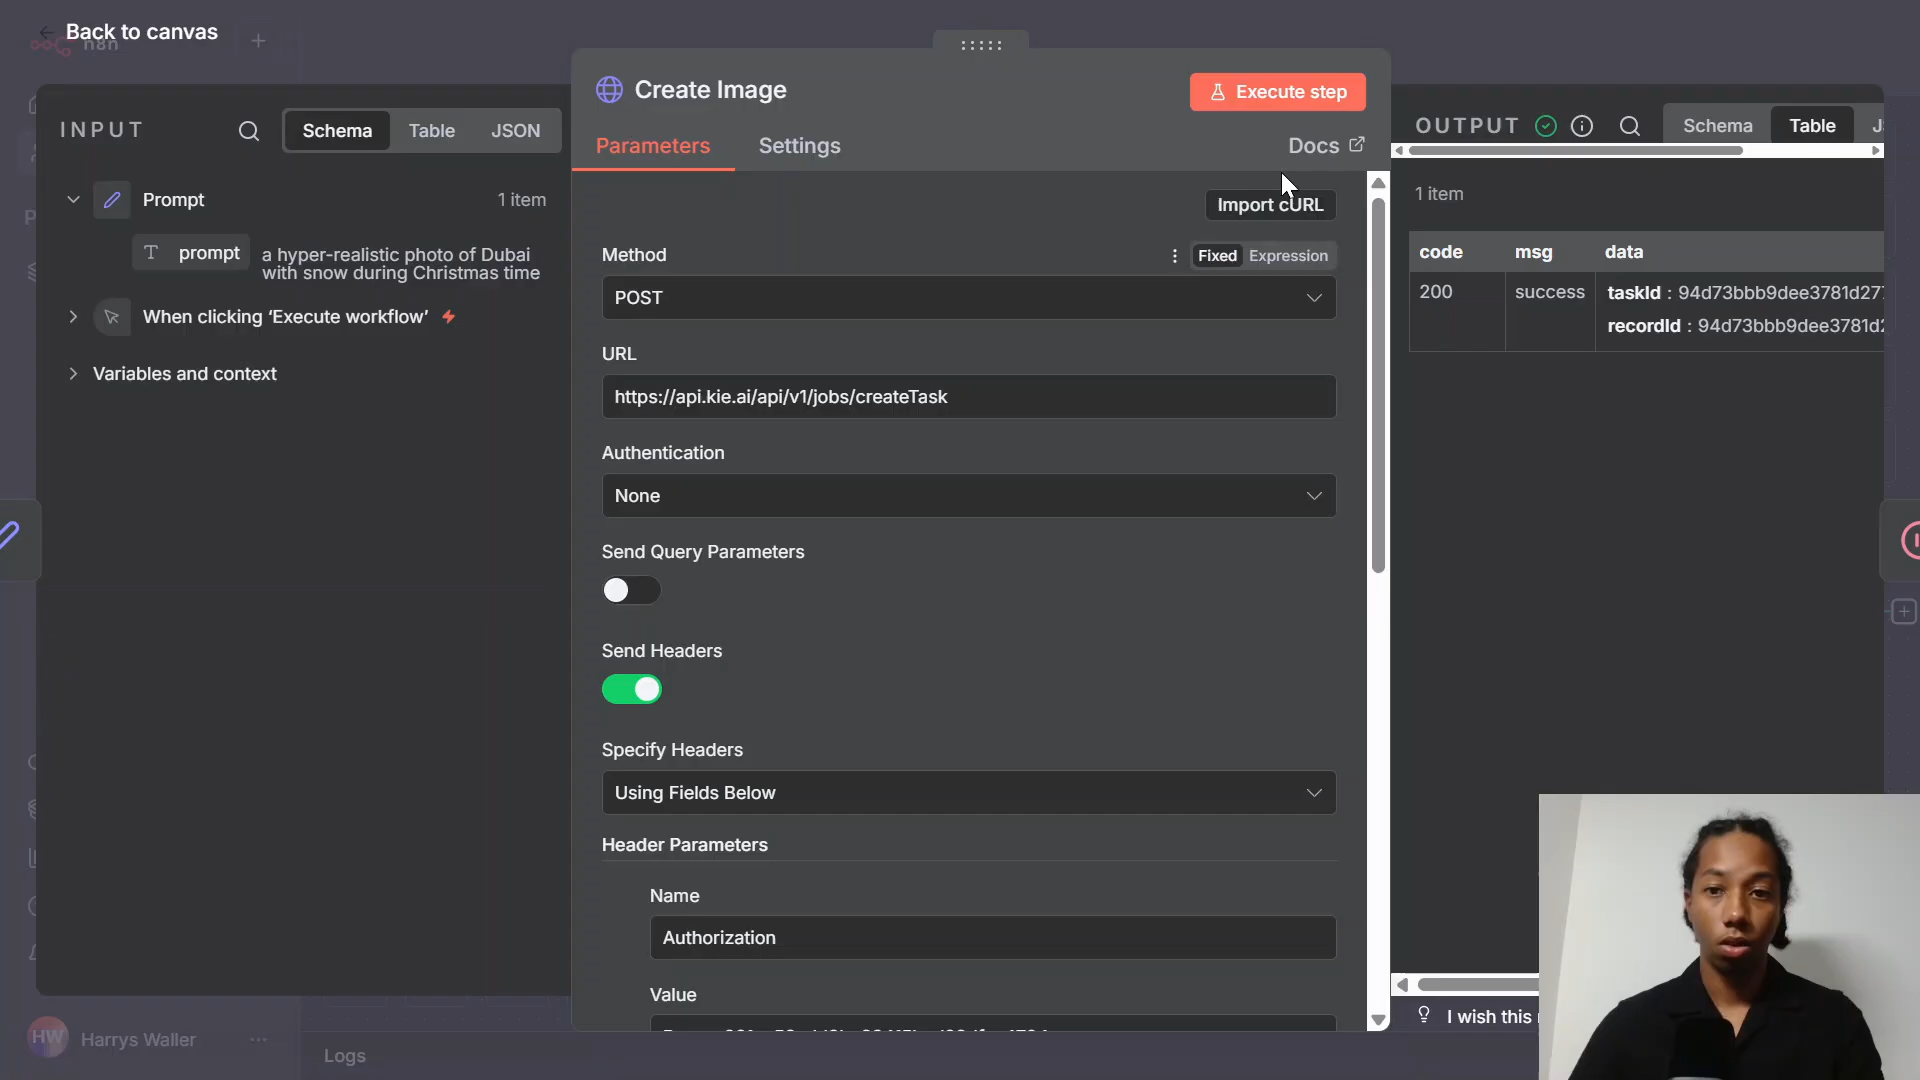 Back to canvas
n8n
INPUT
Schema
Table
JSON
Prompt
1 item
T prompt
a hyper-realistic photo of Dubai
with snow during Christmas time
When clicking ‘Execute workflow’
Variables and context
Create Image
Execute step
Parameters
Settings
Docs
Import cURL
Method
Fixed
Expression
POST
URL
https://api.kie.ai/api/v1/jobs/createTask
Authentication
None
Send Query Parameters
Send Headers
Specify Headers
Using Fields Below
Header Parameters
Name
Authorization
Value
OUTPUT
Schema
Table
1 item
code
msg
data
200
success
taskId : 94d73bbb9dee3781d27
recordId : 94d73bbb9dee3781d
I wish this
HW
Harrys Waller
Logs